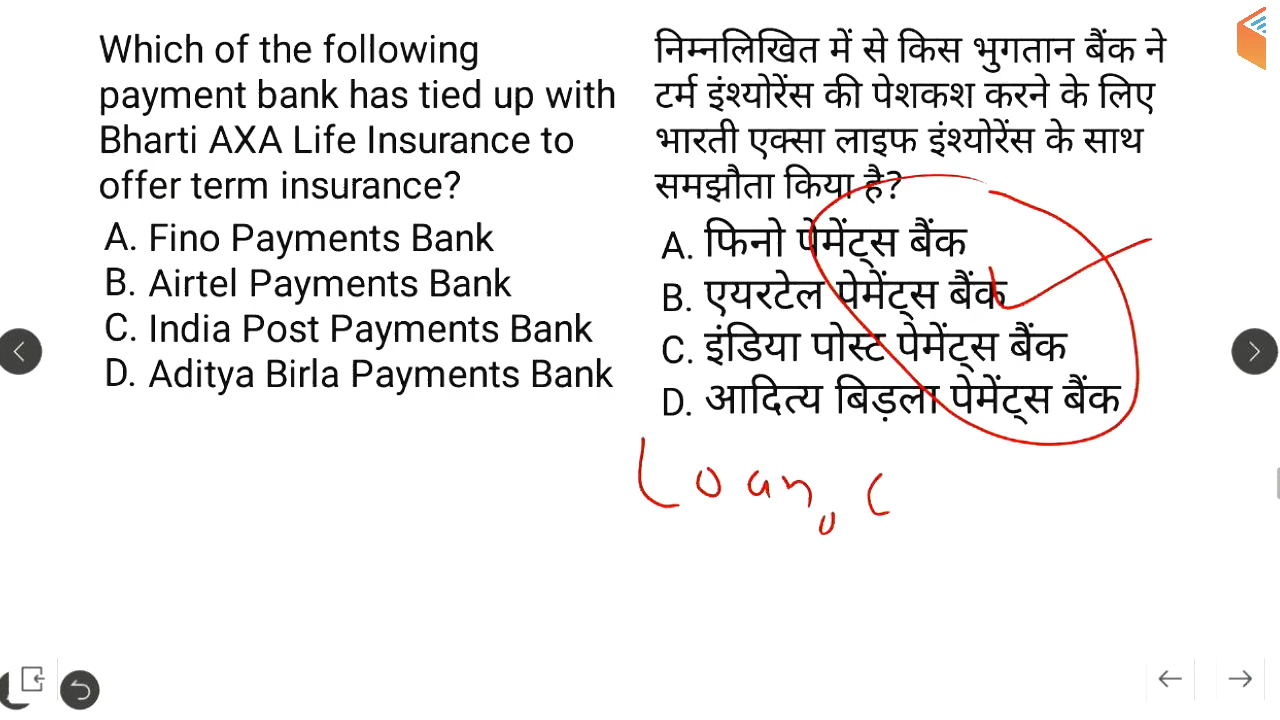 Which of the following
payment bank has tied up with
Bharti AXA Life Insurance to
offer term insurance?
A. Fino Payments Bank
B. Airtel Payments Bank
C. India Post Payments Bank
D. Aditya Birla Payments Bank
निम्नलिखित में से किस भुगतान बैंक ने
टर्म इंश्योरेंस की पेशकश करने के लिए
भारती एक्सा लाइफ इंश्योरेंस के साथ
समझौता किया है?
A. फिनो पेमेंट्स बैंक
B. एयरटेल पेमेंट्स बैंक
C. इंडिया पोस्ट पेमेंट्स बैंक
D. आदित्य बिड़ला पेमेंट्स बैंक
Loan